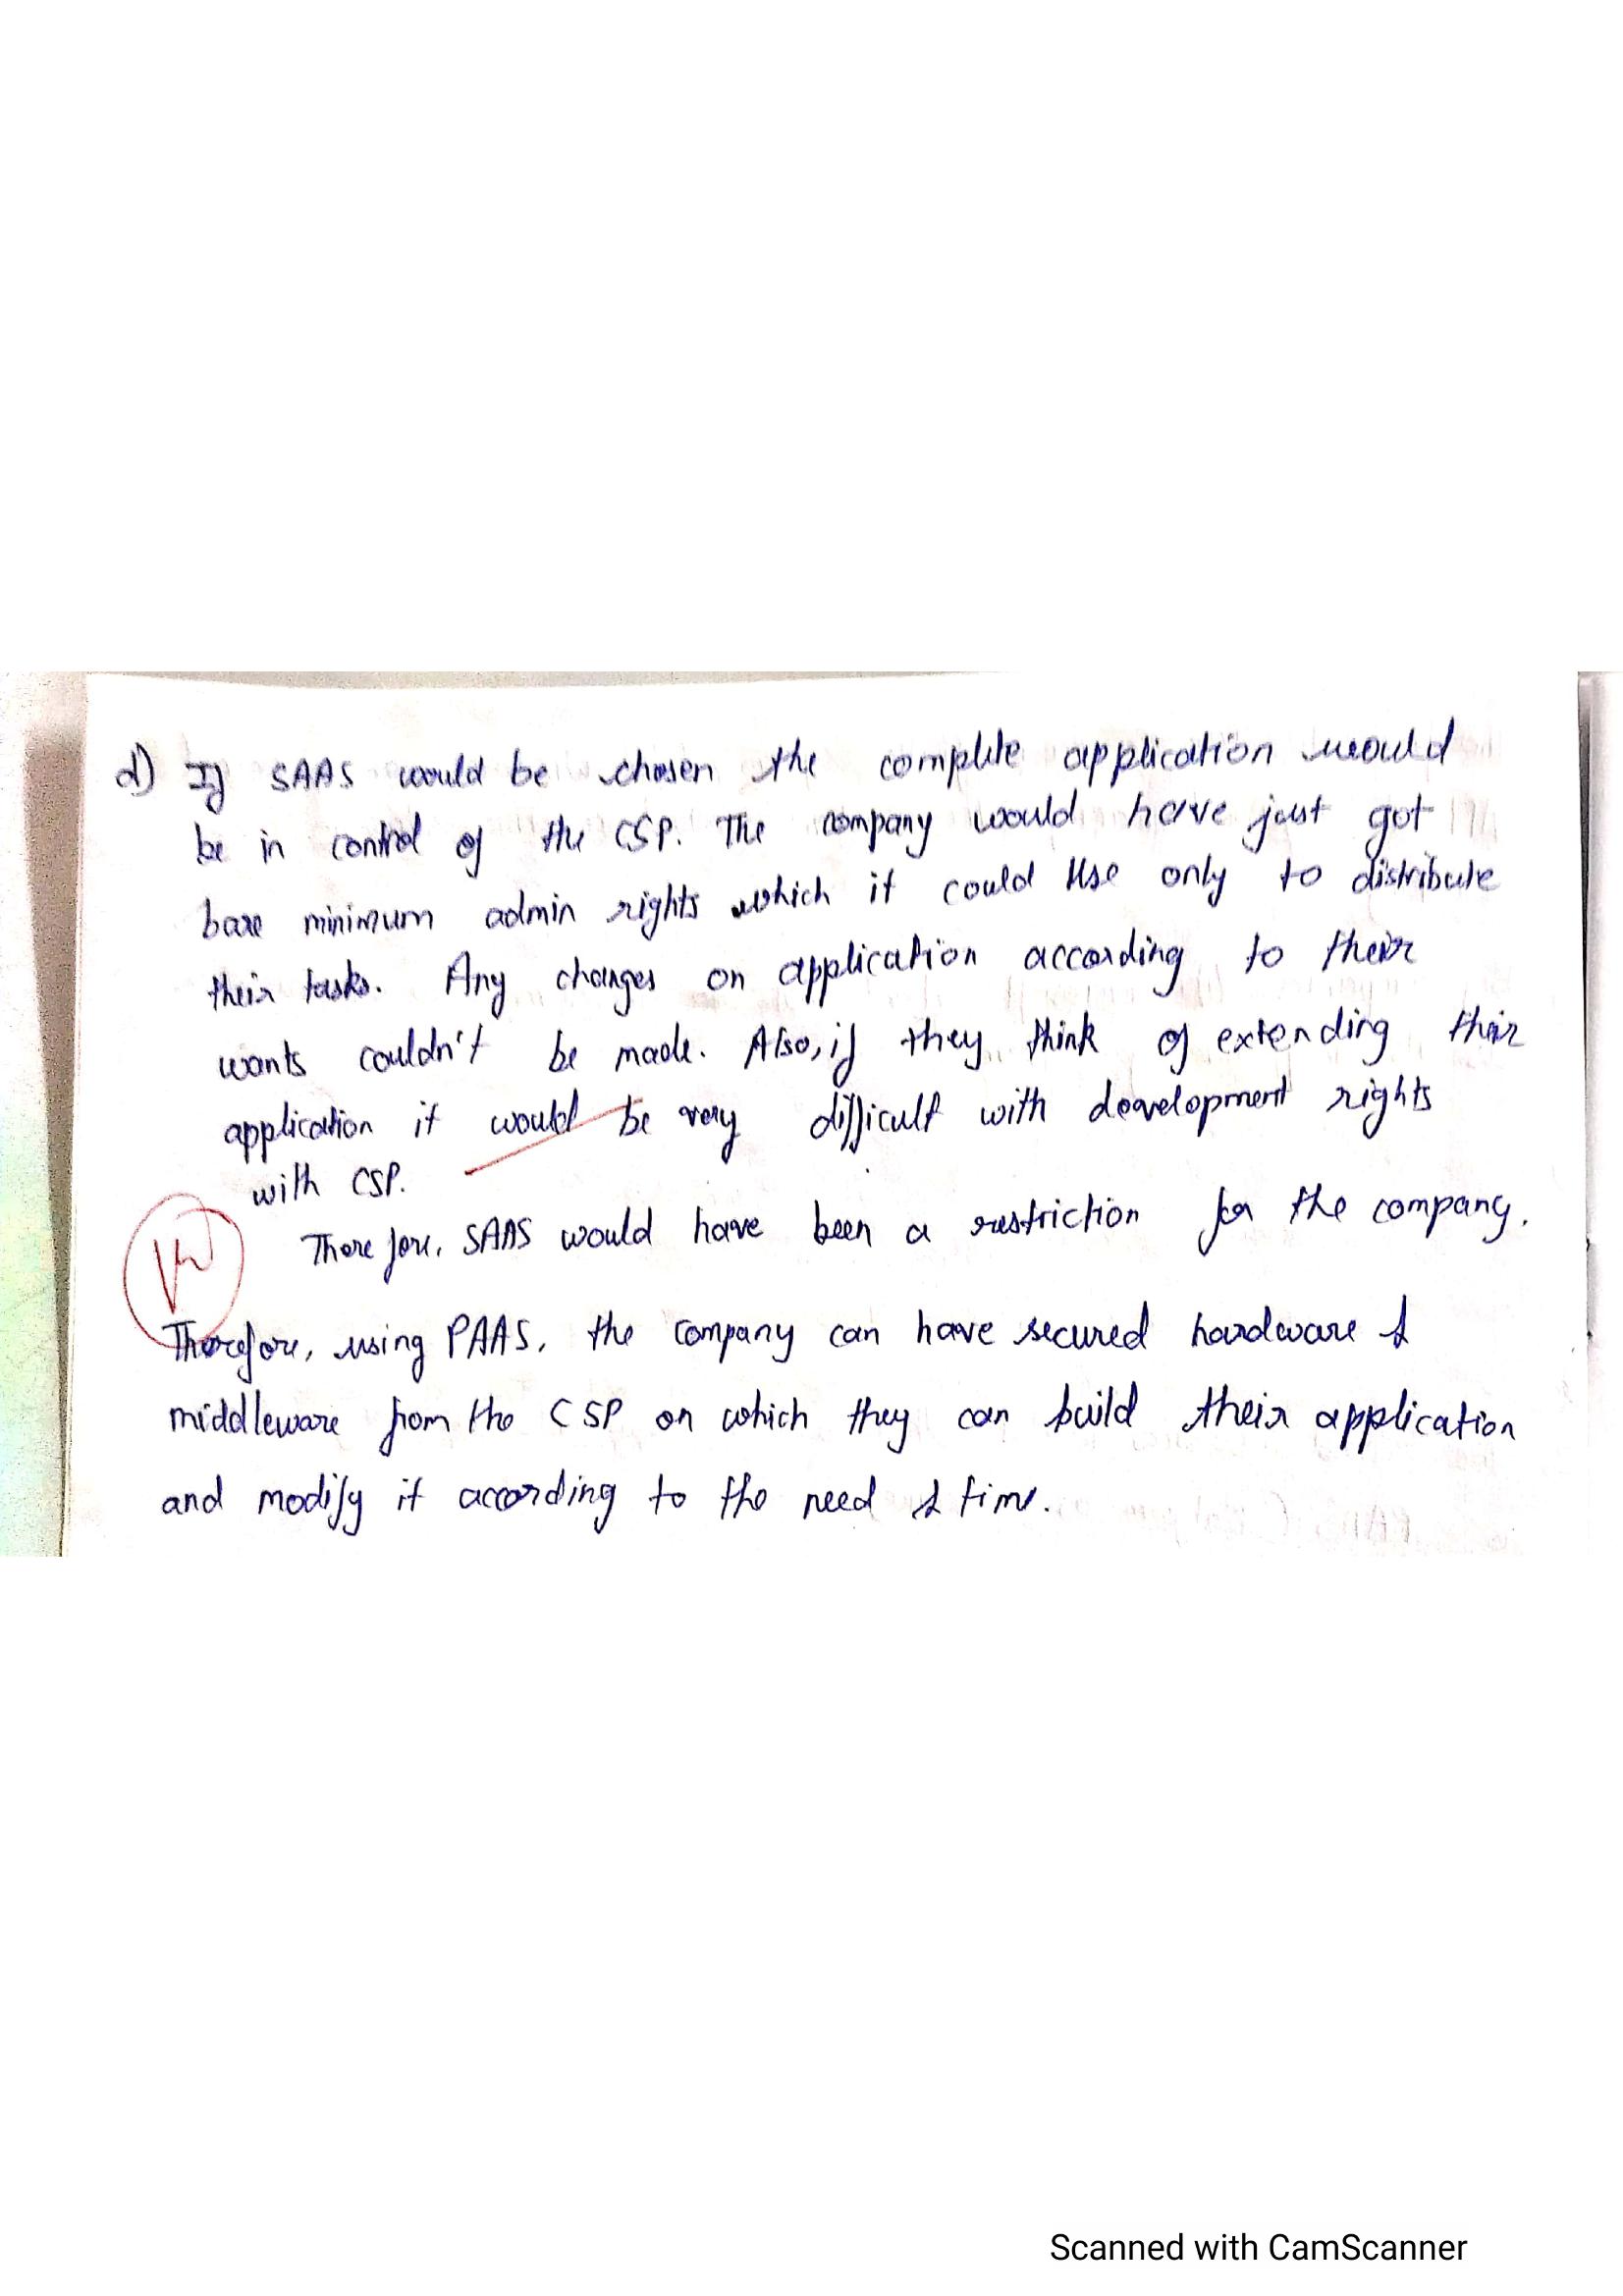 d) If SAAS would be chosen the complete application would
be in control of the CSP. The company would have just got
bare minimum admin rights which it could use only to distribute
their tasks. Any changes on application according to their
wants couldn't be made. Also, if they think of extending their
application it would be very difficult with deavelopment rights
with CSP.
Therefore, SAAS would have been a restriction for the company.
Therefore, using PAAS, the company can have secured hardware &
middleware from the CSP on which they can build their application
and modify it according to the need & time.
Scanned with CamScanner